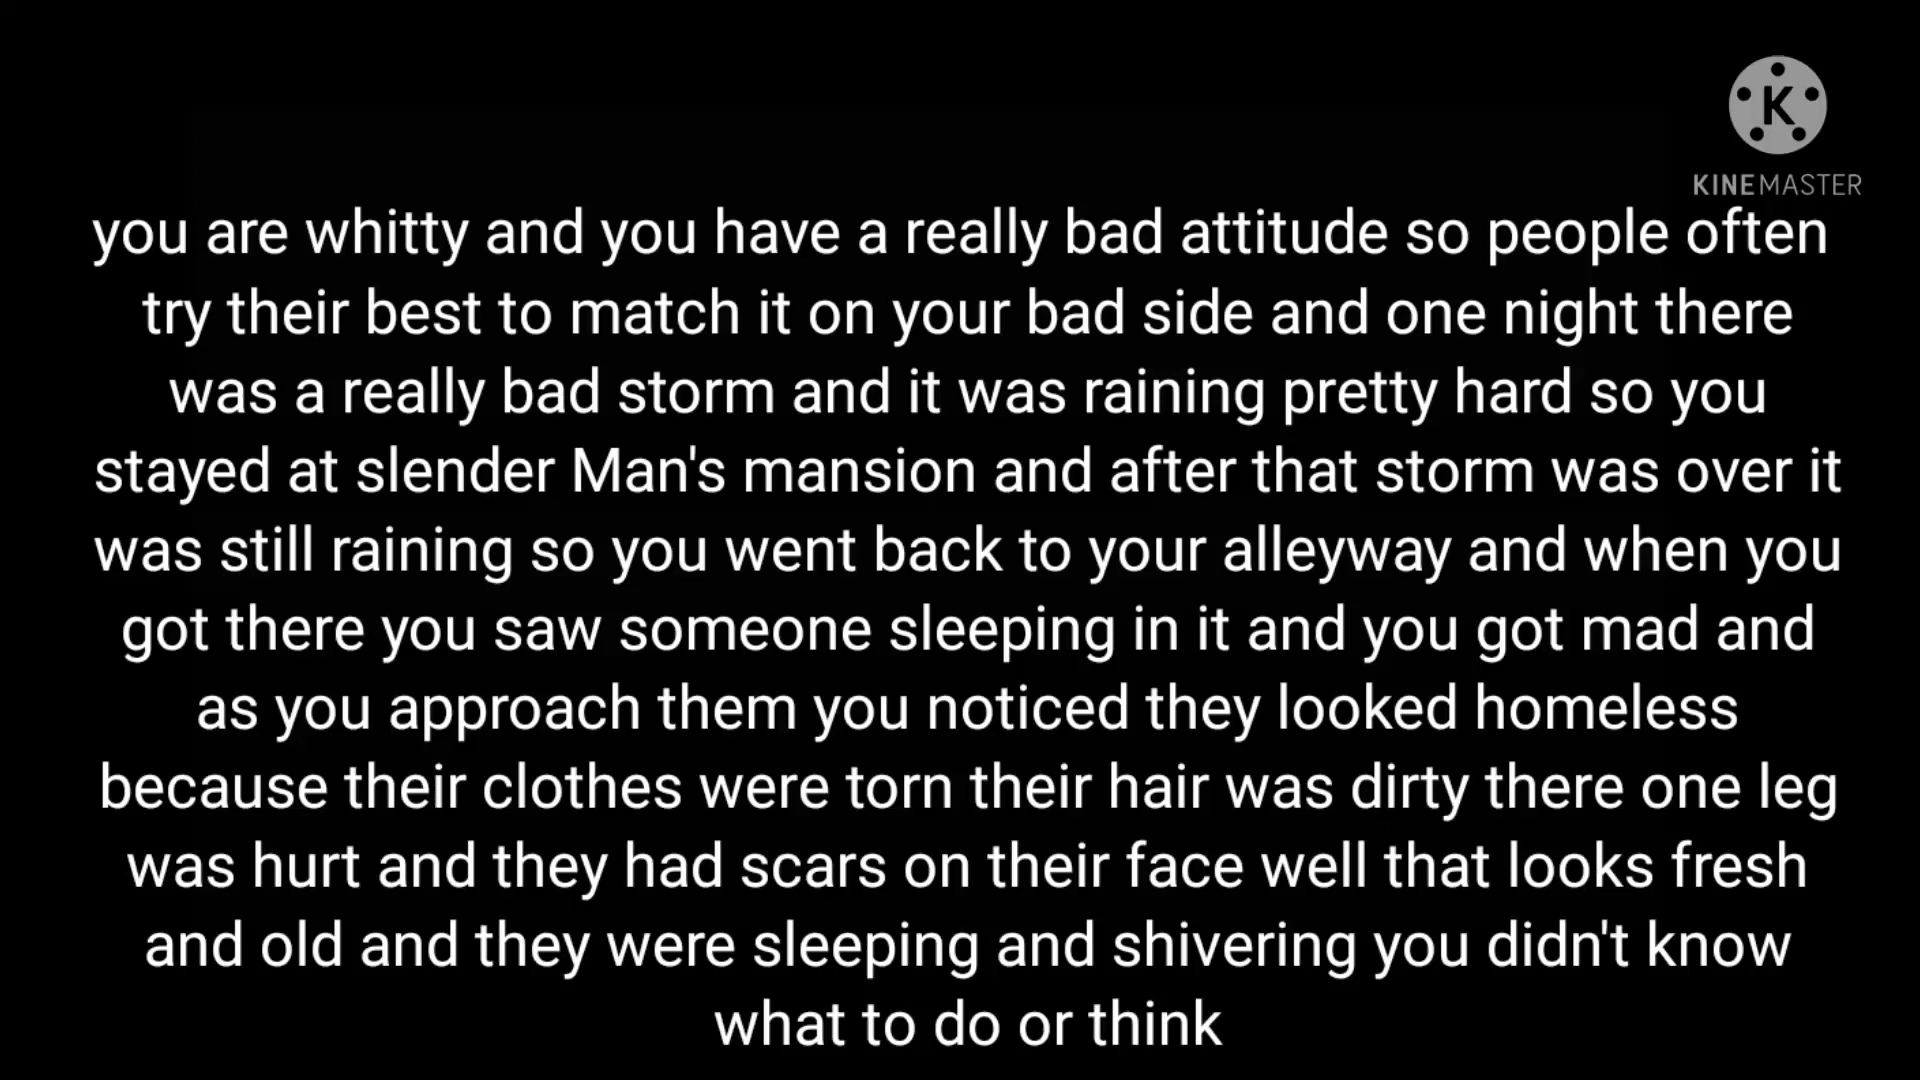 K
KINEMASTER
you are whitty and you have a really bad attitude so people often
try their best to match it on your bad side and one night there
was a really bad storm and it was raining pretty hard so you
stayed at slender Man's mansion and after that storm was over it
was still raining so you went back to your alleyway and when you
got there you saw someone sleeping in it and you got mad and
as you approach them you noticed they looked homeless
because their clothes were torn their hair was dirty there one leg
was hurt and they had scars on their face well that looks fresh
and old and they were sleeping and shivering you didn't know
what to do or think